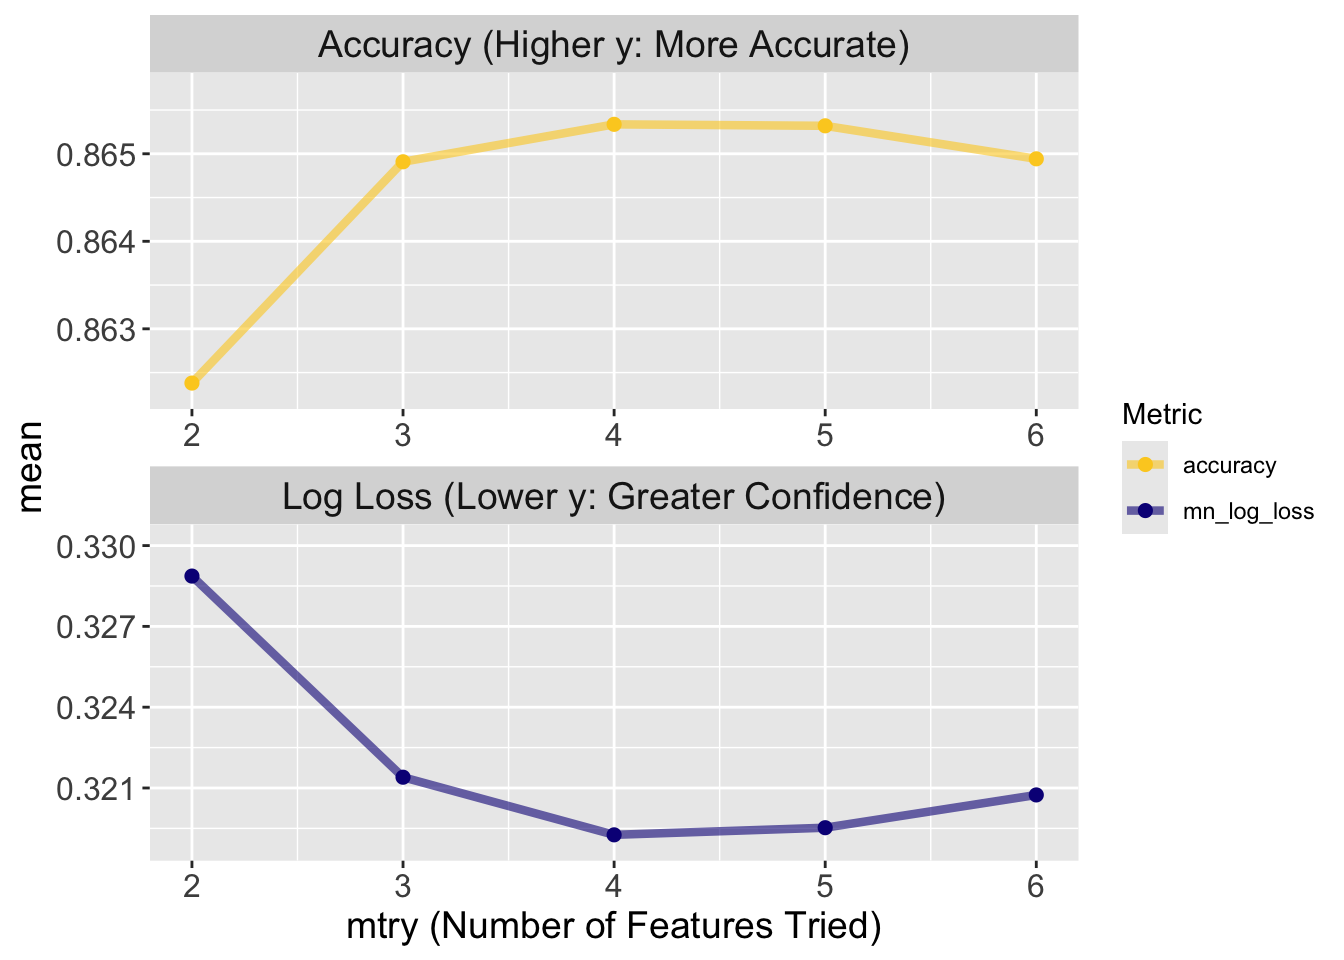 Accuracy (Higher y: More Accurate)
0.865
0.864
0.863
2 3 4 5 6
mean
Log Loss (Lower y: Greater Confidence)
0.330
0.327
0.324
0.321
2 3 4 5 6
mtry (Number of Features Tried)
Metric
accuracy
mn_log_loss